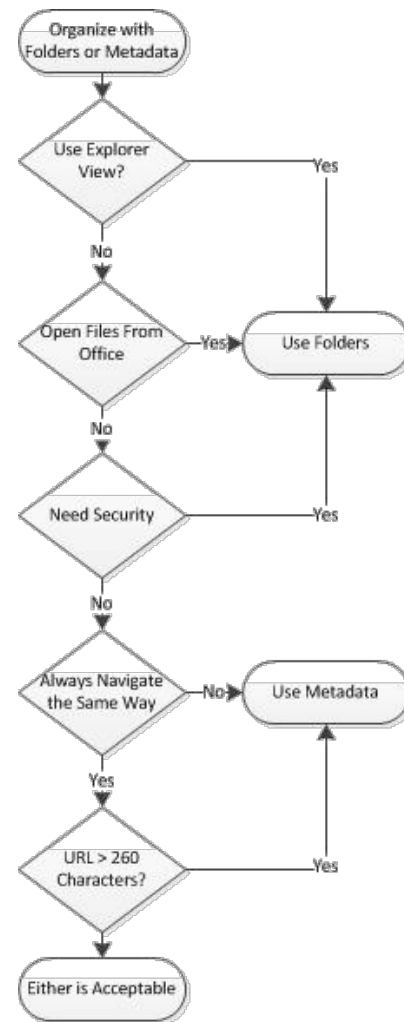 Organize with
Folders or Metadata
Use Explorer
View?
Yes
No
Open Files From
Office
Yes
Use Folders
No
Need Security
Yes
No
Always Navigate
the Same Way
No
Use Metadata
Yes
URL > 260
Characters?
Yes
Either is Acceptable